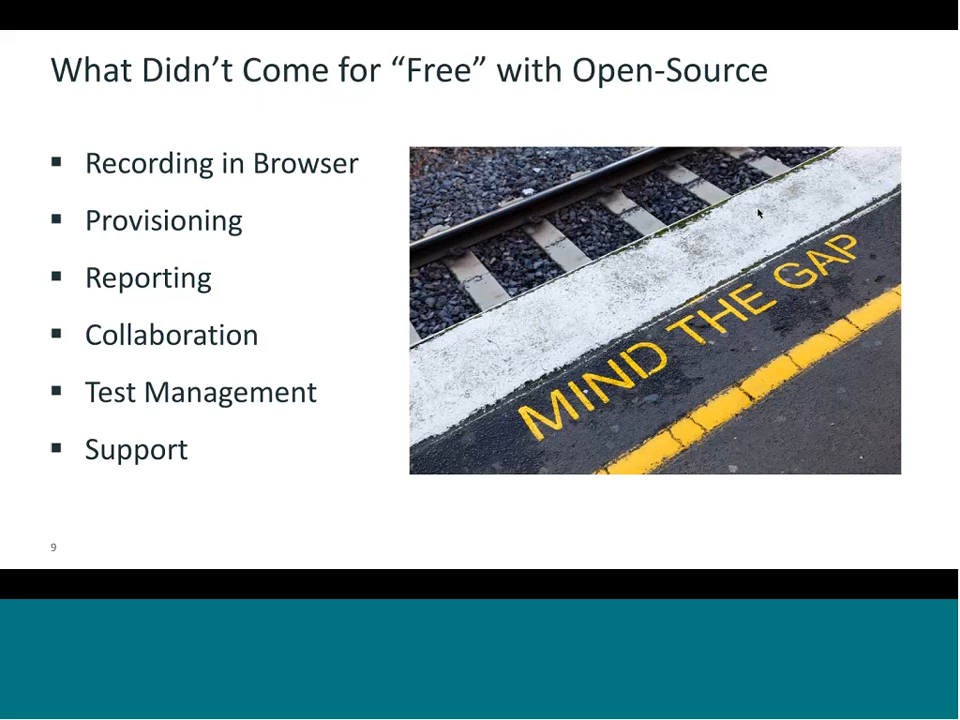 What Didn’t Come for “Free” with Open-Source
▪ Recording in Browser
▪ Provisioning
▪ Reporting
▪ Collaboration
▪ Test Management
▪ Support
MIND THE GAP
9